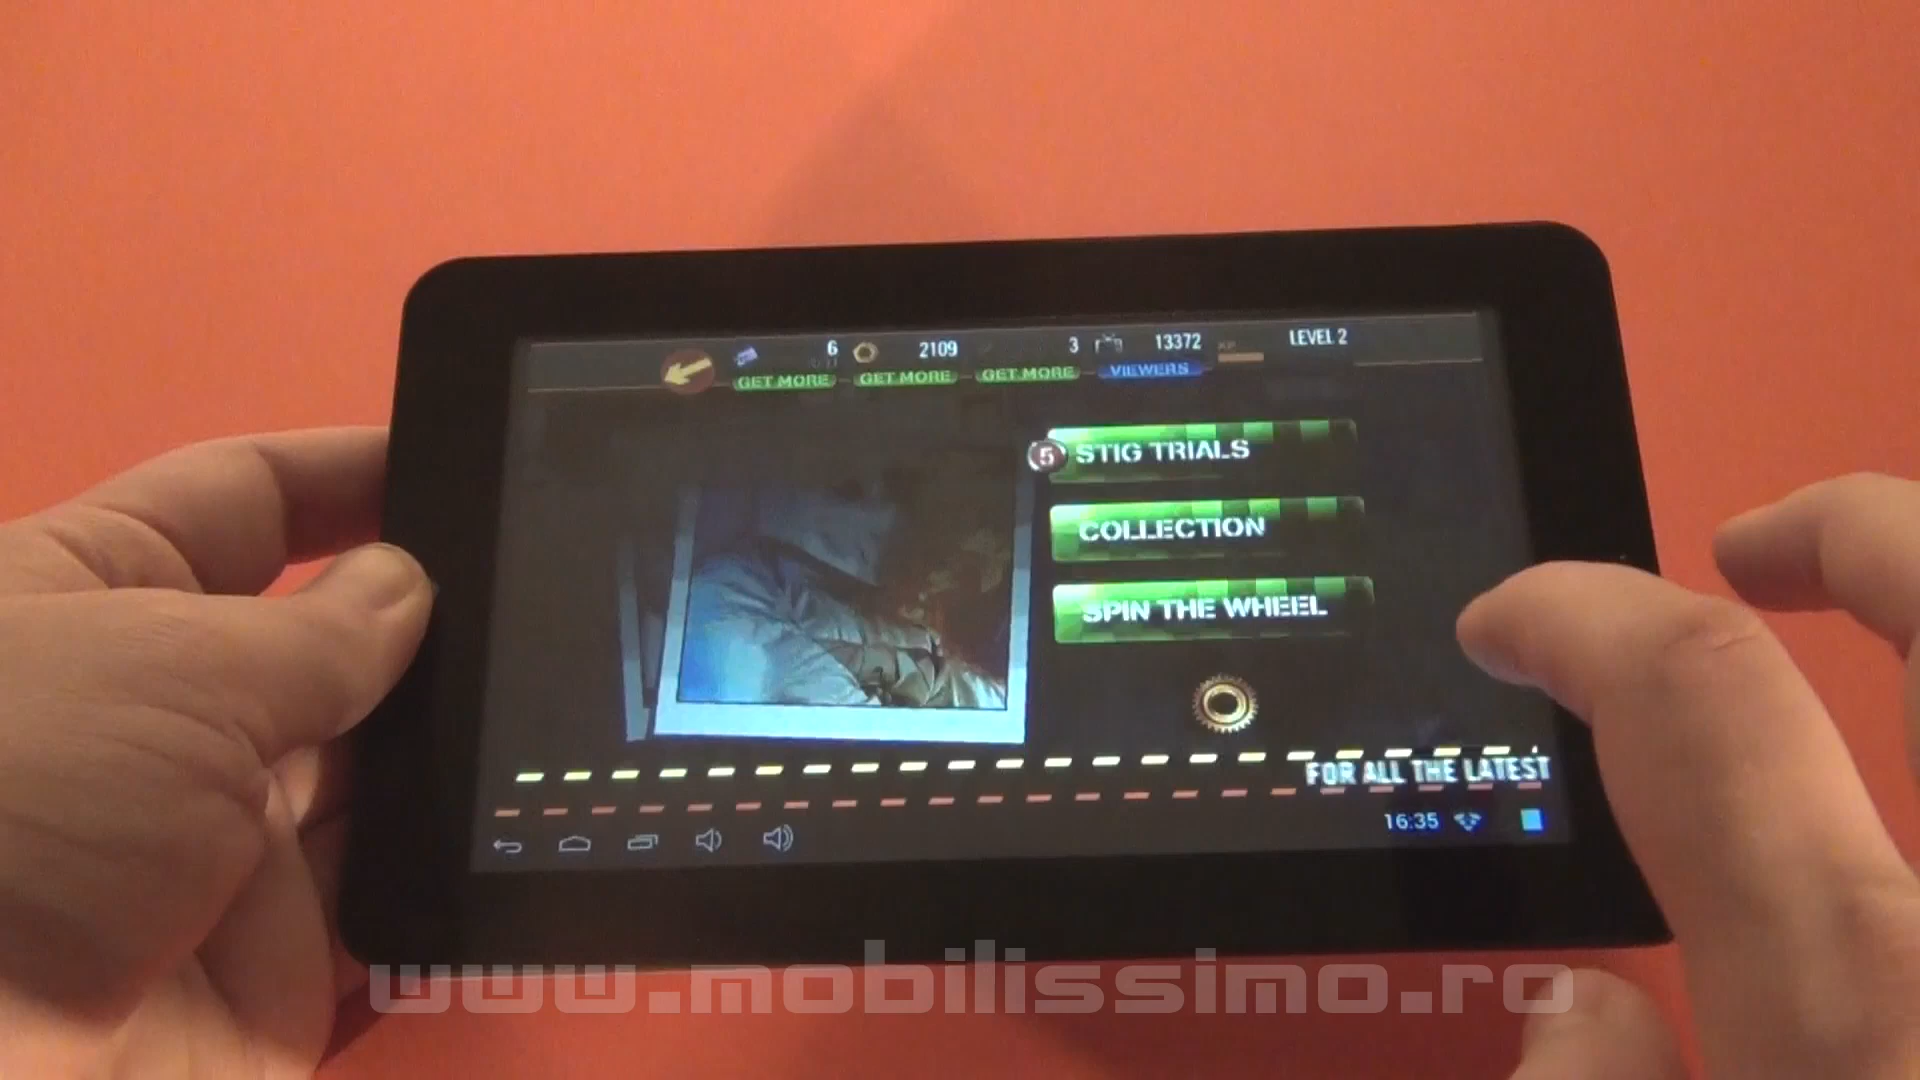 6 2109 3 13372 LEVEL 2
XP
GET MORE GET MORE GET MORE VIEWERS
5 STIG TRIALS
COLLECTION
SPIN THE WHEEL
FOR ALL THE LATEST
16:35
www.mobilissimo.ro